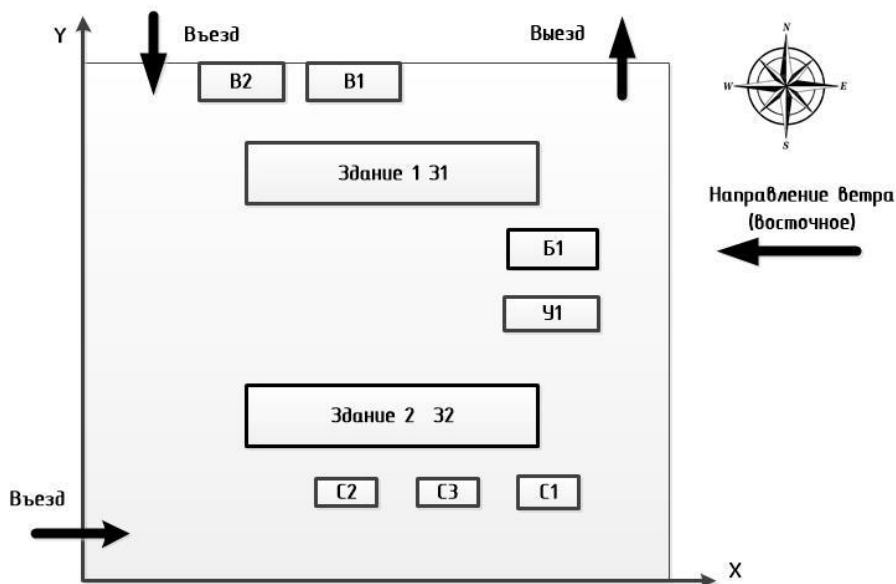 Y
Въезд
Выезд
N
В2
В1
W
E
S
Здание 1 З1
Направление ветра
(восточное)
Б1
У1
Здание 2 З2
С2
С3
С1
Въезд
X